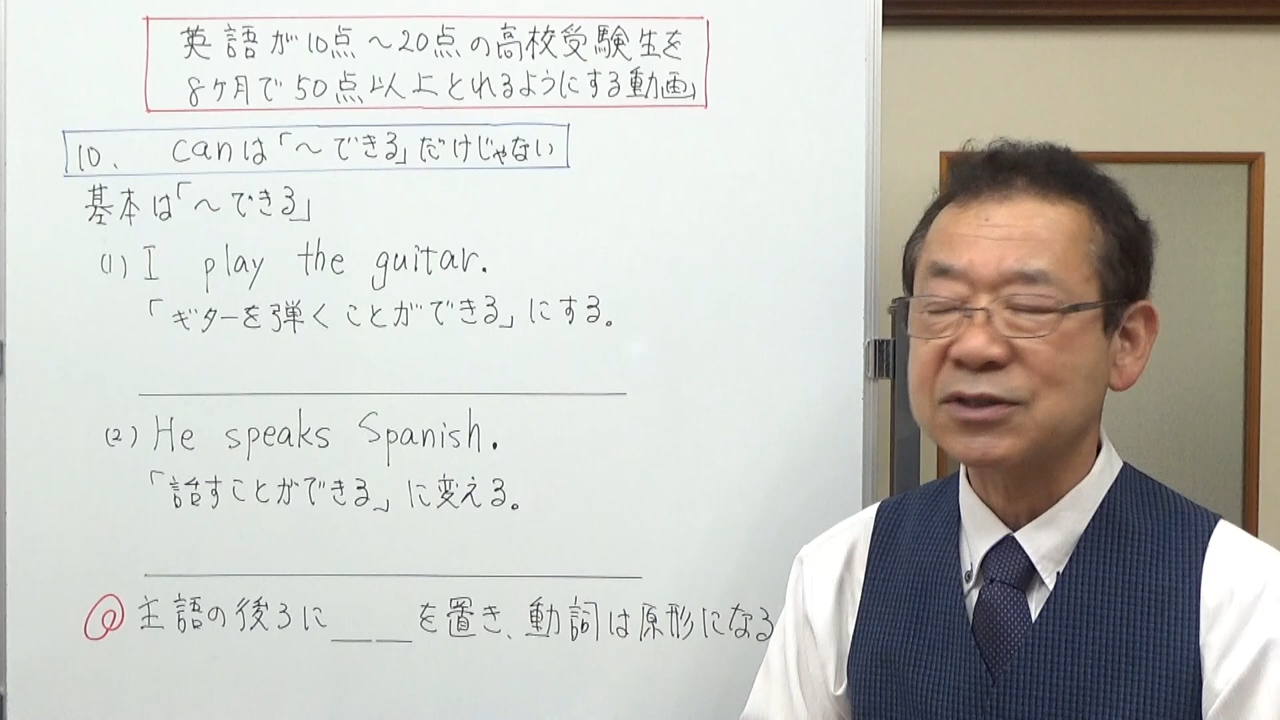 英語が10点～20点の高校受験生を
8ヶ月で50点以上とれるようにする動画」
10. canは「～できる」だけじゃない
基本は「～できる」
(1) I play the guitar.
「ギターを弾くことができる」にする。
(2) He speaks Spanish.
「話すことができる」に変える。
主語の後ろに____を置き、動詞は原形になる